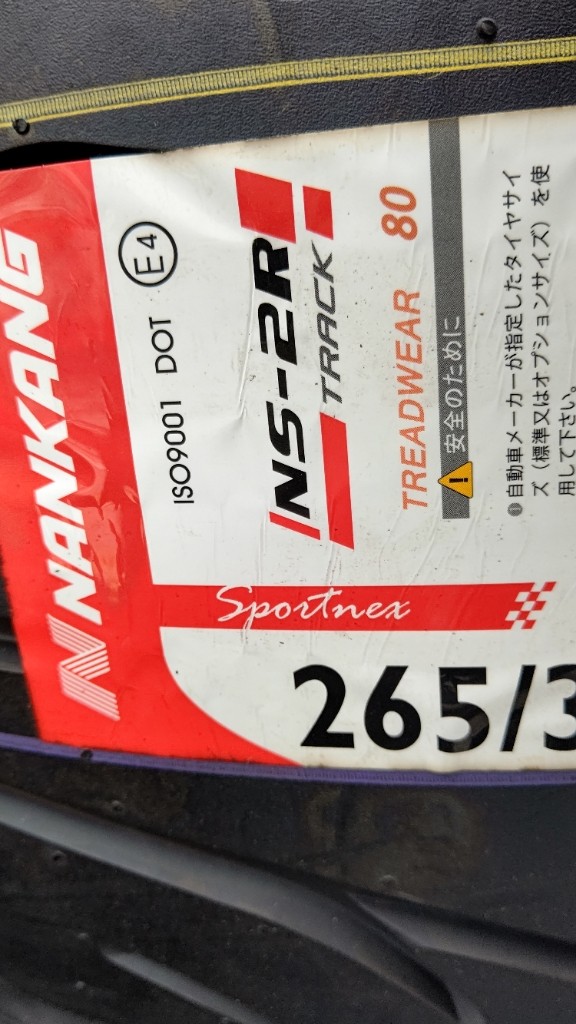 NANKANG
ISO9001 DOT E4
NS-2R
TRACK
TREADWEAR 80
安全のために
●自動車メーカーが指定したタイヤサイ
ズ（標準又はオプションサイズ）を使
用して下さい。
Sportnex
265/3